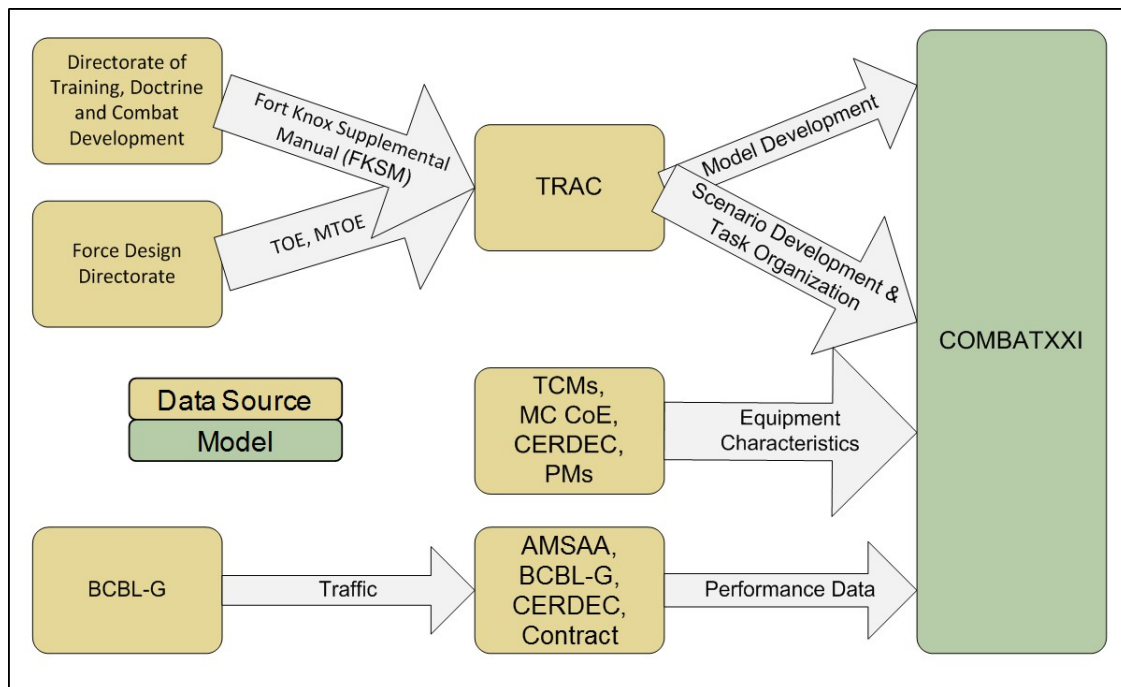 Directorate of
Training, Doctrine
and Combat
Development
Fort Knox Supplemental
Manual (FKSM)
Force Design
Directorate
TOE, MTOE
TRAC
Model Development
Scenario Development &
Task Organization
COMBATXXI
Data Source
Model
TCMs,
MC CoE,
CERDEC,
PMs
Equipment
Characteristics
BCBL-G
Traffic
AMSAA,
BCBL-G,
CERDEC,
Contract
Performance Data